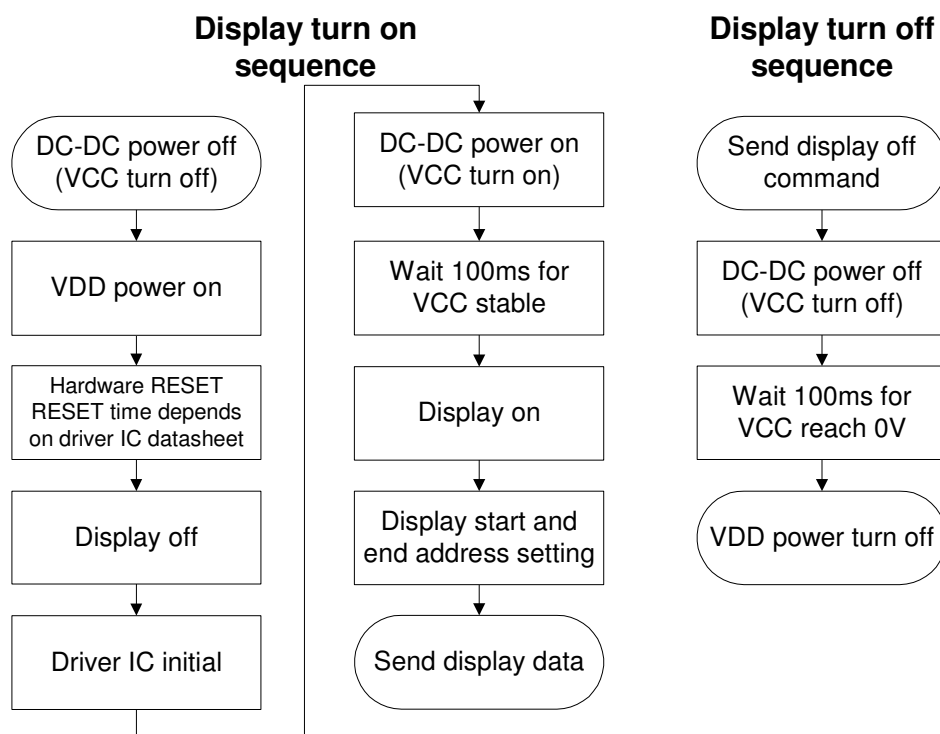 Display turn on
sequence
DC-DC power off
(VCC turn off)
VDD power on
Hardware RESET
RESET time depends
on driver IC datasheet
Display off
Driver IC initial
DC-DC power on
(VCC turn on)
Wait 100ms for
VCC stable
Display on
Display start and
end address setting
Send display data
Display turn off
sequence
Send display off
command
DC-DC power off
(VCC turn off)
Wait 100ms for
VCC reach 0V
VDD power turn off